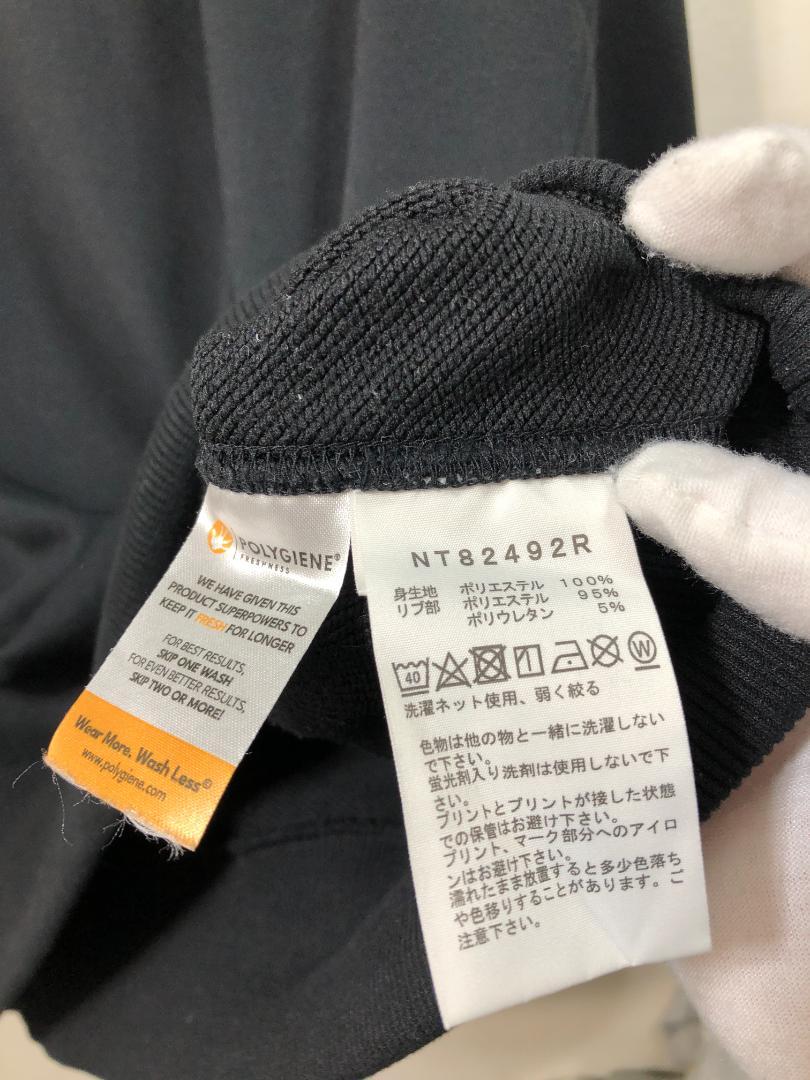 POLYGIENE®
FRESHNESS
WE HAVE GIVEN THIS
PRODUCT SUPERPOWERS TO
KEEP IT FRESH FOR LONGER
FOR BEST RESULTS,
SKIP ONE WASH
FOR EVEN BETTER RESULTS,
SKIP TWO OR MORE!
Wear More. Wash Less®
www.polygiene.com
NT82492R
身生地 ポリエステル 100%
リブ部 ポリエステル 95%
ポリウレタン 5%
40 W
洗濯ネット使用、弱く絞る
色物は他の物と一緒に洗濯しない
で下さい。
蛍光剤入り洗剤は使用しないで下
さい。
プリントとプリントが接した状態
での保管はお避け下さい。
プリント、マーク部分へのアイロ
ンはお避け下さい。
濡れたまま放置すると多少色落ち
や色移りすることがあります。ご
注意下さい。